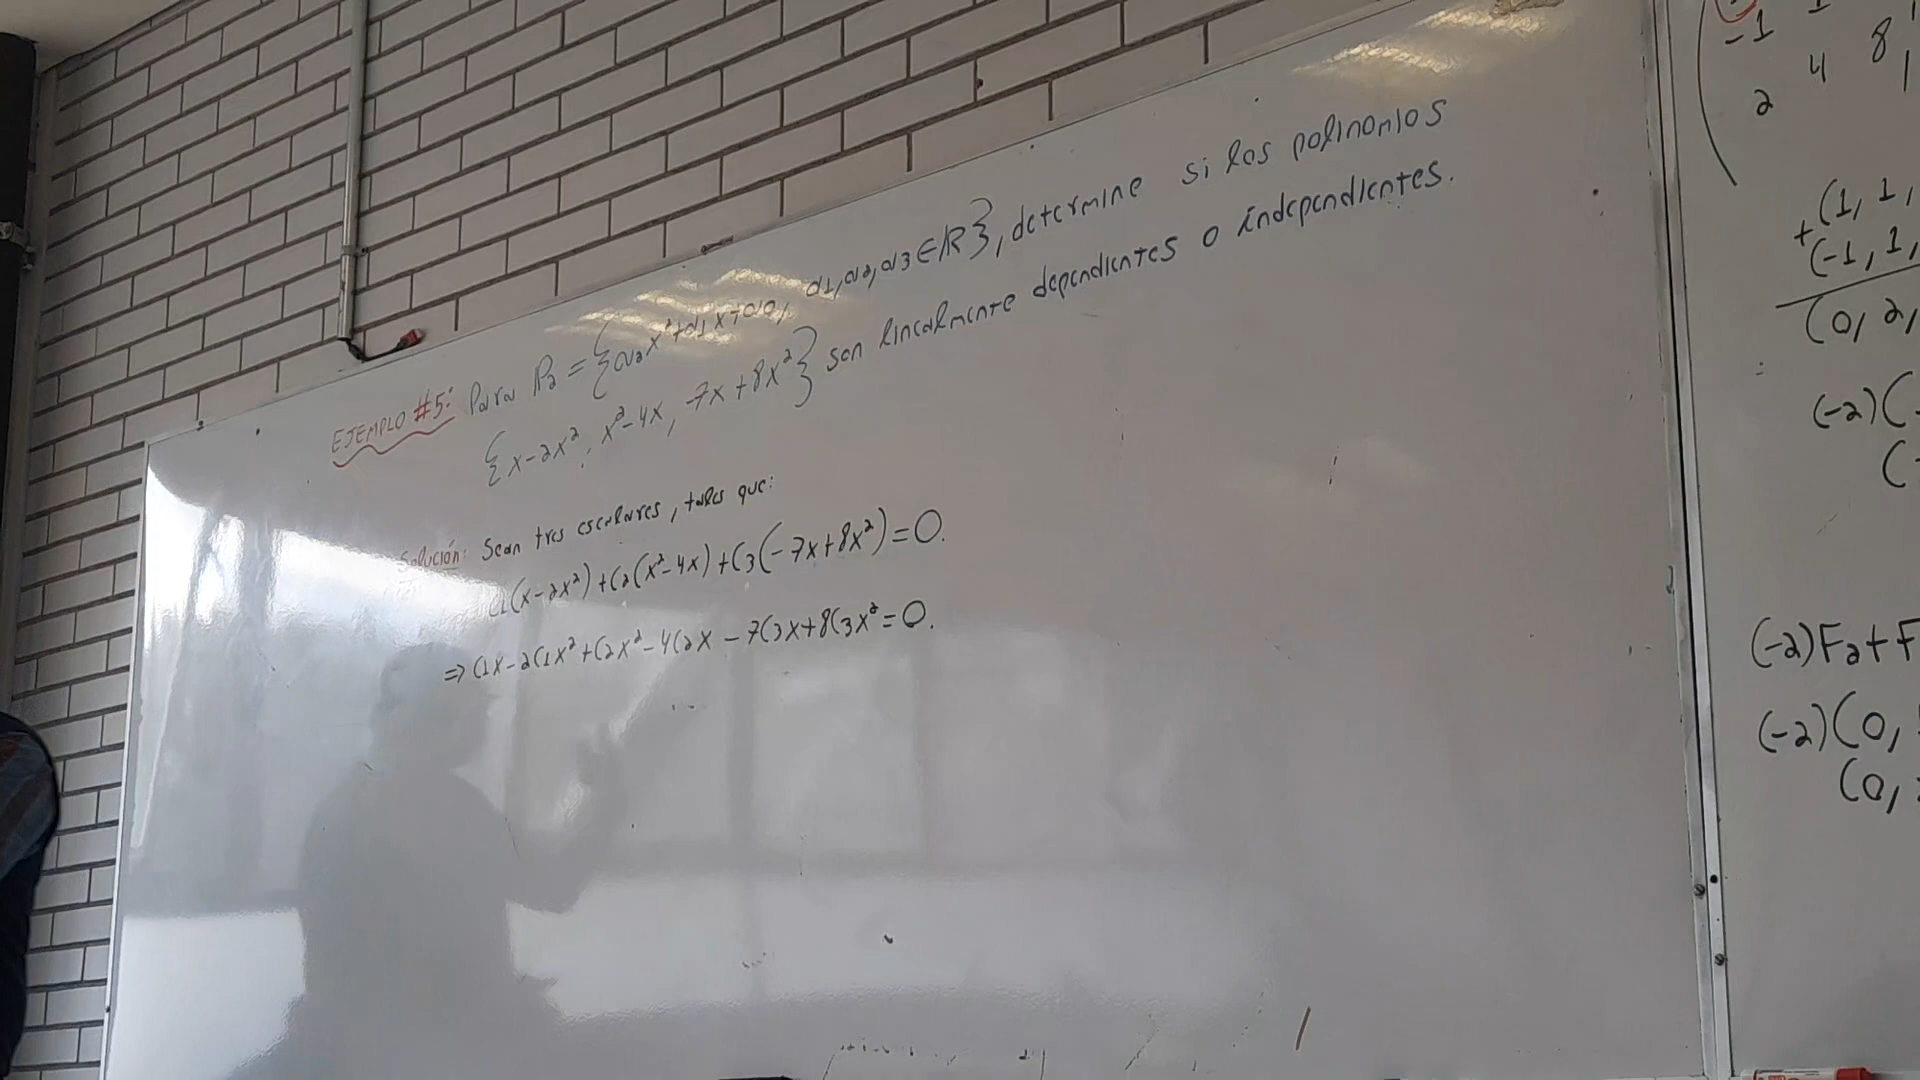 EJEMPLO #5: Para P₂ = {a₂x²+a₁x+a₀, a₁,a₂,a₃∈ℝ}, determine si los polinomios
{x-2x², x²-4x, -7x+8x²} son linealmente dependientes o independientes.
Solución: Sean tres escalares, tales que:
C₁(x-2x²)+C₂(x²-4x)+C₃(-7x+8x²)=0.
⇒ C₁x-2C₁x²+C₂x²-4C₂x-7C₃x+8C₃x²=0.
-1
2 4 8 1
+(1, 1,
(-1, 1,
(0, 2,
(-2)(
(-2)F₂+F
(-2)(0,
(0,